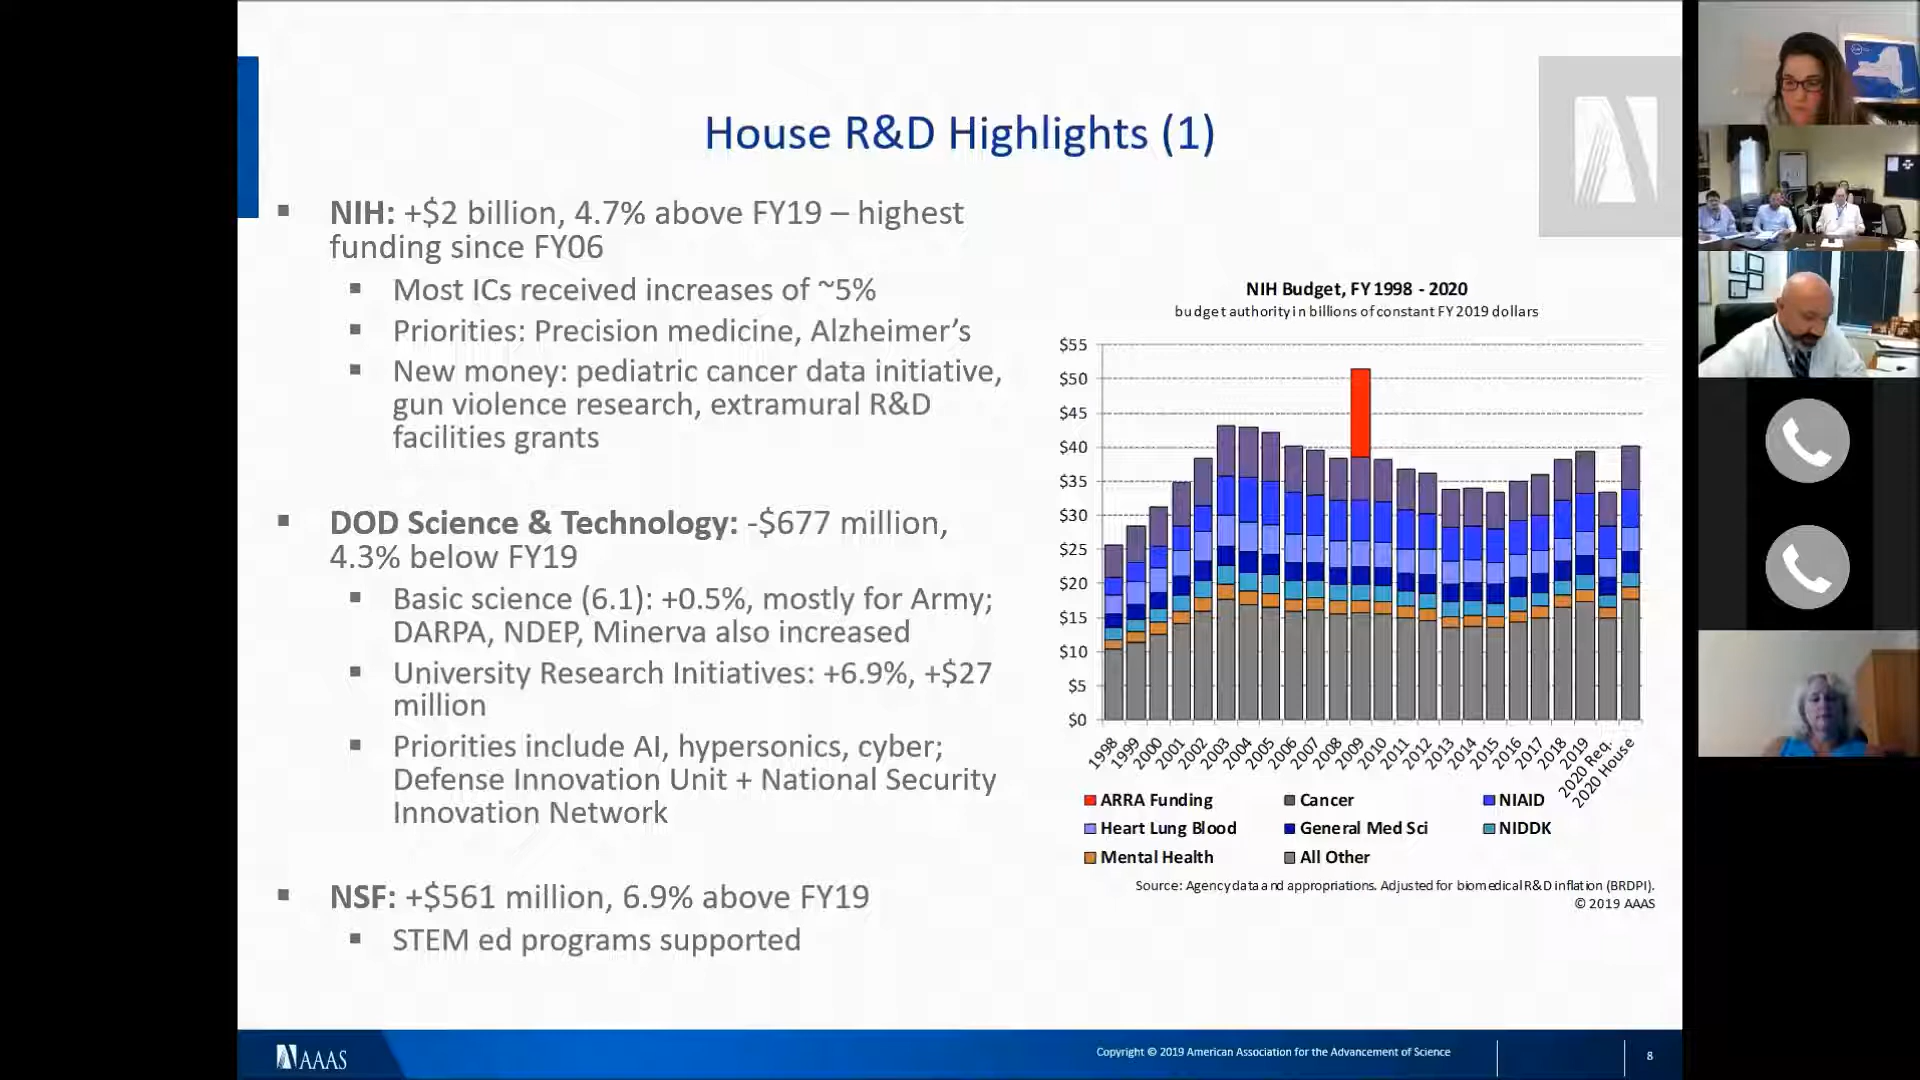 House R&D Highlights (1)
NIH: +$2 billion, 4.7% above FY19 – highest
funding since FY06
Most ICs received increases of ~5%
Priorities: Precision medicine, Alzheimer’s
New money: pediatric cancer data initiative,
gun violence research, extramural R&D
facilities grants
DOD Science & Technology: -$677 million,
4.3% below FY19
Basic science (6.1): +0.5%, mostly for Army;
DARPA, NDEP, Minerva also increased
University Research Initiatives: +6.9%, +$27
million
Priorities include AI, hypersonics, cyber;
Defense Innovation Unit + National Security
Innovation Network
NSF: +$561 million, 6.9% above FY19
STEM ed programs supported
NIH Budget, FY 1998 - 2020
budget authority in billions of constant FY 2019 dollars
$55
$50
$45
$40
$35
$30
$25
$20
$15
$10
$5
$0
1998
1999
2000
2001
2002
2003
2004
2005
2006
2007
2008
2009
2010
2011
2012
2013
2014
2015
2016
2017
2018
2019
2020 Req.
2020 House
ARRA Funding Cancer NIAID
Heart Lung Blood General Med Sci NIDDK
Mental Health All Other
Source: Agency data and appropriations. Adjusted for biomedical R&D inflation (BRDPI).
© 2019 AAAS
AAAS
Copyright © 2019 American Association for the Advancement of Science
8